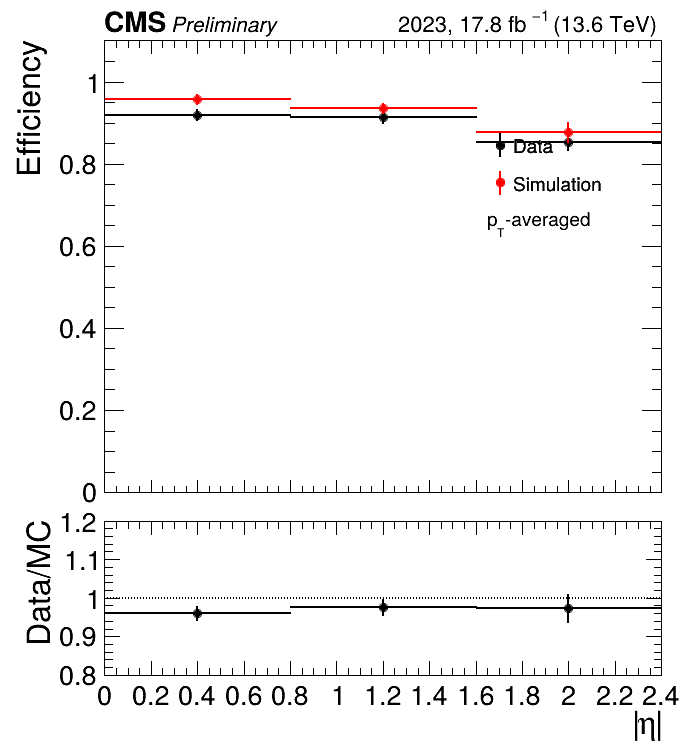 CMS Preliminary 2023, 17.8 fb⁻¹ (13.6 TeV)
Efficiency
1
0.8
0.6
0.4
0.2
0
Data
Simulation
p_T-averaged
Data/MC
1.2
1.1
1
0.9
0.8
0 0.2 0.4 0.6 0.8 1 1.2 1.4 1.6 1.8 2 2.2 2.4
|η|